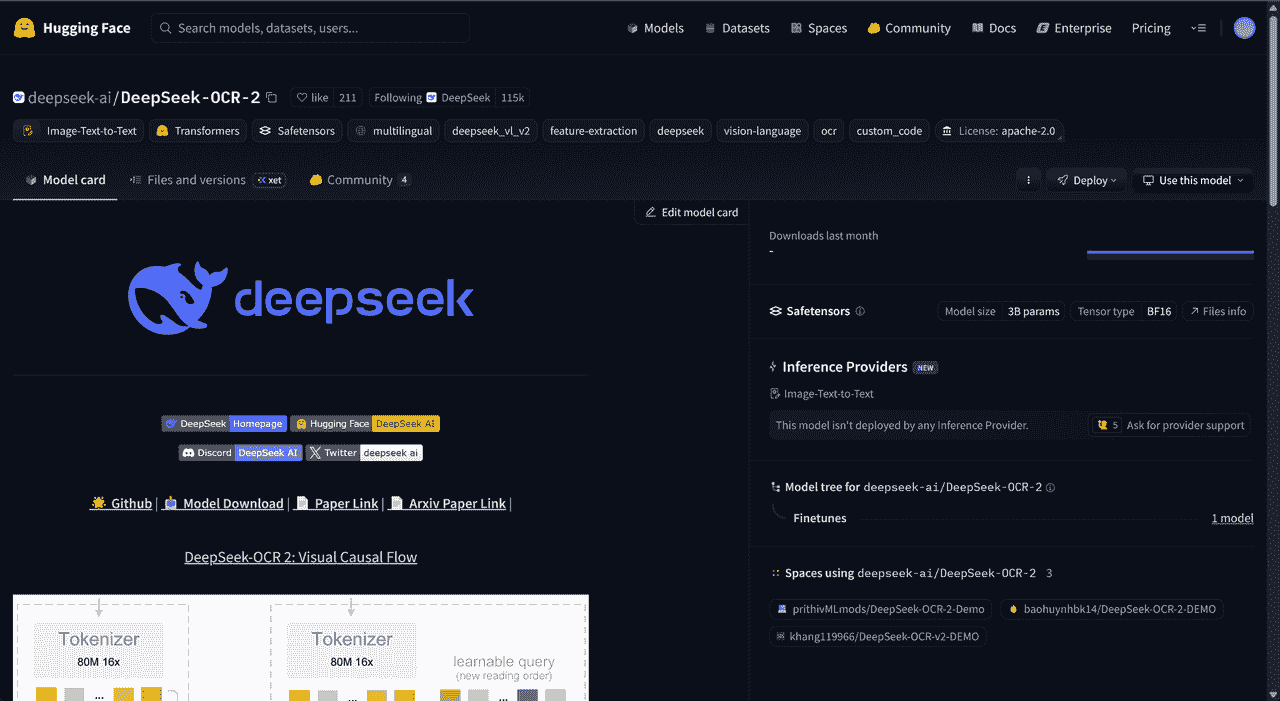 Hugging Face
Search models, datasets, users...
Models
Datasets
Spaces
Community
Docs
Enterprise
Pricing
deepseek-ai/DeepSeek-OCR-2
like 211
Following DeepSeek 115k
Image-Text-to-Text
Transformers
Safetensors
multilingual
deepseek_vl_v2
feature-extraction
deepseek
vision-language
ocr
custom_code
License: apache-2.0
Model card
Files and versions
xet
Community 4
Deploy
Use this model
Edit model card
deepseek
DeepSeek Homepage
Hugging Face DeepSeek AI
Discord DeepSeek AI
Twitter deepseek ai
Github | Model Download | Paper Link | Arxiv Paper Link |
DeepSeek-OCR 2: Visual Causal Flow
Tokenizer
80M 16x
...
Tokenizer
80M 16x
...
learnable query
(new reading order)
...
Downloads last month
-
Safetensors
Model size 3B params
Tensor type BF16
Files info
Inference Providers NEW
Image-Text-to-Text
This model isn't deployed by any Inference Provider.
5 Ask for provider support
Model tree for deepseek-ai/DeepSeek-OCR-2
Finetunes
1 model
Spaces using deepseek-ai/DeepSeek-OCR-2 3
prithivMLmods/DeepSeek-OCR-2-Demo
baohuynhbk14/DeepSeek-OCR-2-DEMO
khang119966/DeepSeek-OCR-v2-DEMO